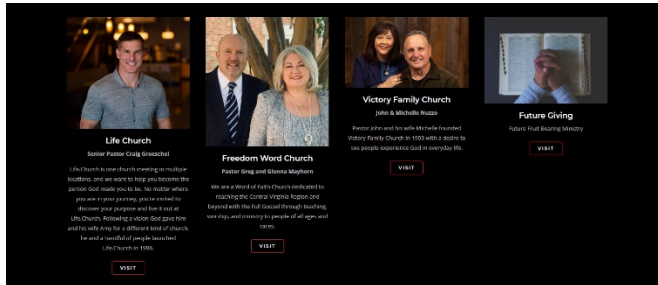 Life Church
Senior Pastor Craig Groeschel
Life.Church is one church meeting in multiple
locations, and we want to help you become the
person God made you to be. No matter where
you are in your journey, you're invited to
discover your purpose and live it out at
Life.Church. Following a vision God gave him
and his wife Amy for a different kind of church,
he and a handful of people launched
Life.Church in 1996.
VISIT
Freedom Word Church
Pastor Greg and Glenna Mayhorn
We are a Word of Faith Church dedicated to
reaching the Central Virginia Region and
beyond with the Full Gospel through teaching,
worship, and ministry to people of all ages and
races.
VISIT
Victory Family Church
John & Michelle Nuzzo
Pastor John and his wife Michelle founded
Victory Family Church in 1993 with a desire to
see people experience God in everyday life.
VISIT
Future Giving
Future Fruit Bearing Ministry
VISIT